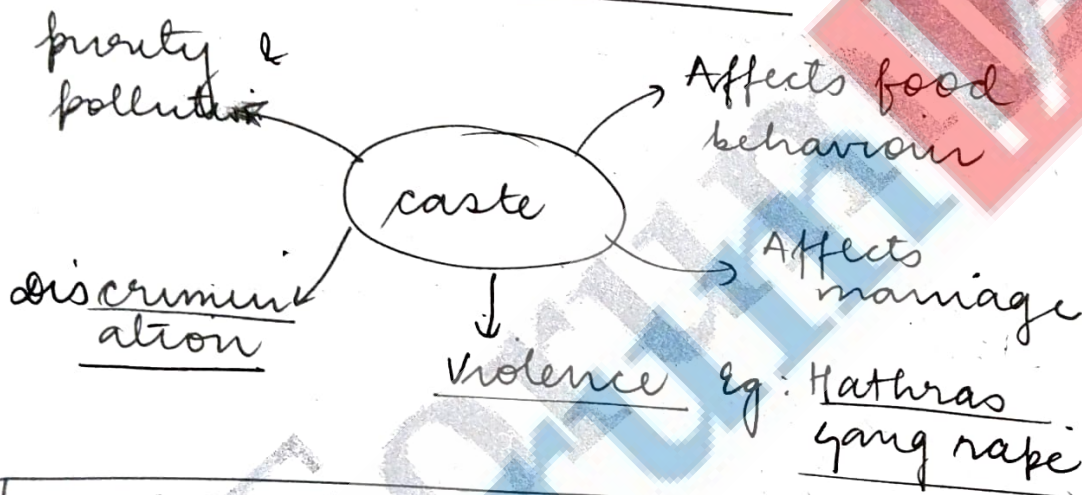 purity &
pollution
Affects food
behaviour
caste
Affects
marriage
Discrimin
ation
Violence Eg: Hathras
gang rape